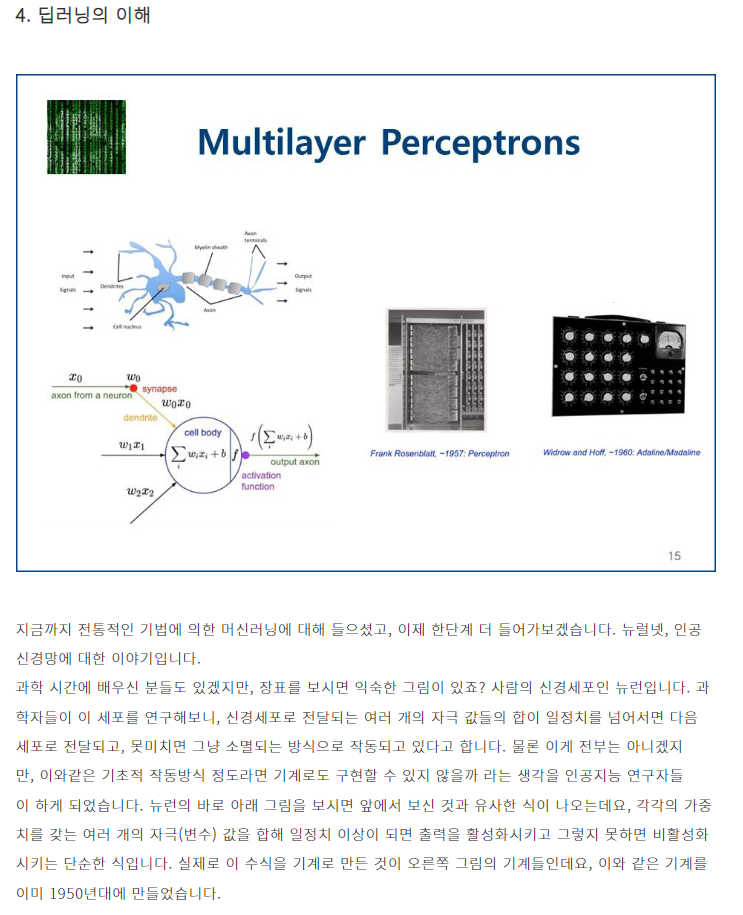 4. 딥러닝의 이해
Multilayer Perceptrons
Axon
terminals
Myelin sheath
Input
Signals
Dendrites
Output
Signals
Axon
Cell nucleus
x₀
w₀
synapse
axon from a neuron
w₀x₀
dendrite
cell body
f(∑ᵢ wᵢxᵢ + b)
w₁x₁
∑ᵢ wᵢxᵢ + b
f
output axon
activation
function
w₂x₂
Frank Rosenblatt, ~1957: Perceptron
Widrow and Hoff, ~1960: Adaline/Madaline
15
지금까지 전통적인 기법에 의한 머신러닝에 대해 들으셨고, 이제 한단계 더 들어가보겠습니다. 뉴럴넷, 인공
신경망에 대한 이야기입니다.
과학 시간에 배우신 분들도 있겠지만, 장표를 보시면 익숙한 그림이 있죠? 사람의 신경세포인 뉴런입니다. 과
학자들이 이 세포를 연구해보니, 신경세포로 전달되는 여러 개의 자극 값들의 합이 일정치를 넘어서면 다음
세포로 전달되고, 못미치면 그냥 소멸되는 방식으로 작동되고 있다고 합니다. 물론 이게 전부는 아니겠지
만, 이와같은 기초적 작동방식 정도라면 기계로도 구현할 수 있지 않을까 라는 생각을 인공지능 연구자들
이 하게 되었습니다. 뉴런의 바로 아래 그림을 보시면 앞에서 보신 것과 유사한 식이 나오는데요, 각각의 가중
치를 갖는 여러 개의 자극(변수) 값을 합해 일정치 이상이 되면 출력을 활성화시키고 그렇지 못하면 비활성화
시키는 단순한 식입니다. 실제로 이 수식을 기계로 만든 것이 오른쪽 그림의 기계들인데요, 이와 같은 기계를
이미 1950년대에 만들었습니다.